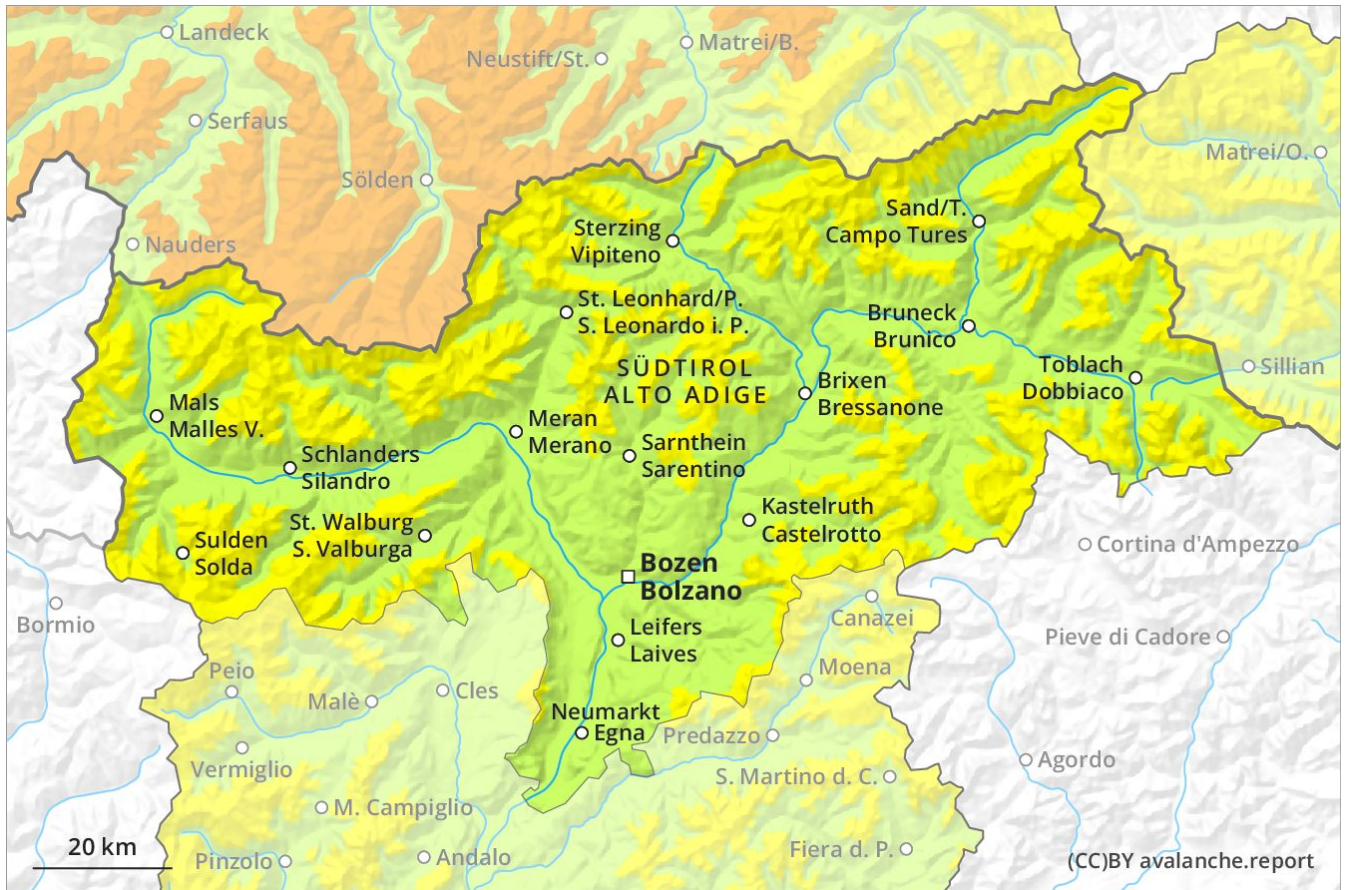 Landeck
Neustift/St.
Matrei/B.
Serfaus
Matrei/O.
Sölden
Nauders
Sand/T.
Campo Tures
Sterzing
Vipiteno
St. Leonhard/P.
S. Leonardo i. P.
Bruneck
Brunico
SÜDTIROL
ALTO ADIGE
Toblach
Dobbiaco
Sillian
Brixen
Bressanone
Mals
Malles V.
Meran
Merano
Sarnthein
Sarentino
Schlanders
Silandro
Kastelruth
Castelrotto
St. Walburg
S. Valburga
Sulden
Solda
Cortina d'Ampezzo
Bozen
Bolzano
Bormio
Canazei
Leifers
Laives
Pieve di Cadore
Peio
Moena
Malè
Cles
Neumarkt
Egna
Predazzo
Vermiglio
Agordo
S. Martino d. C.
M. Campiglio
20 km
Pinzolo
Andalo
Fiera d. P.
(CC)BY avalanche.report